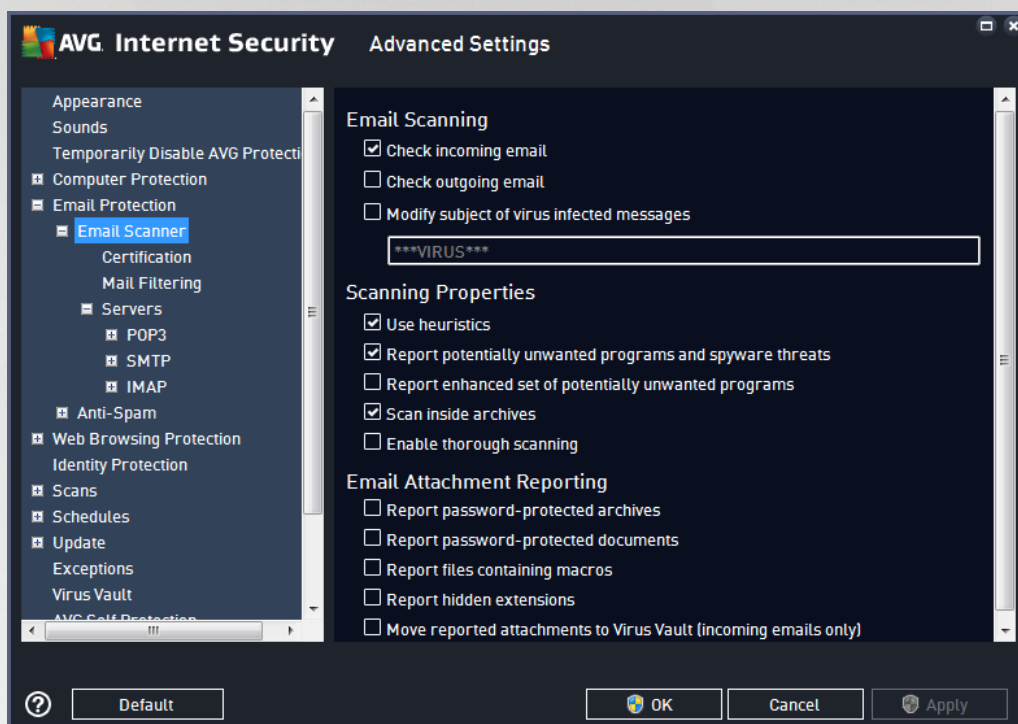 AVG. Internet Security Advanced Settings
Appearance
Sounds
Temporarily Disable AVG Protecti
Computer Protection
Email Protection
Email Scanner
Certification
Mail Filtering
Servers
POP3
SMTP
IMAP
Anti-Spam
Web Browsing Protection
Identity Protection
Scans
Schedules
Update
Exceptions
Virus Vault
AVG Self Protection
Email Scanning
Check incoming email
Check outgoing email
Modify subject of virus infected messages
***VIRUS***
Scanning Properties
Use heuristics
Report potentially unwanted programs and spyware threats
Report enhanced set of potentially unwanted programs
Scan inside archives
Enable thorough scanning
Email Attachment Reporting
Report password-protected archives
Report password-protected documents
Report files containing macros
Report hidden extensions
Move reported attachments to Virus Vault (incoming emails only)
? Default OK Cancel Apply